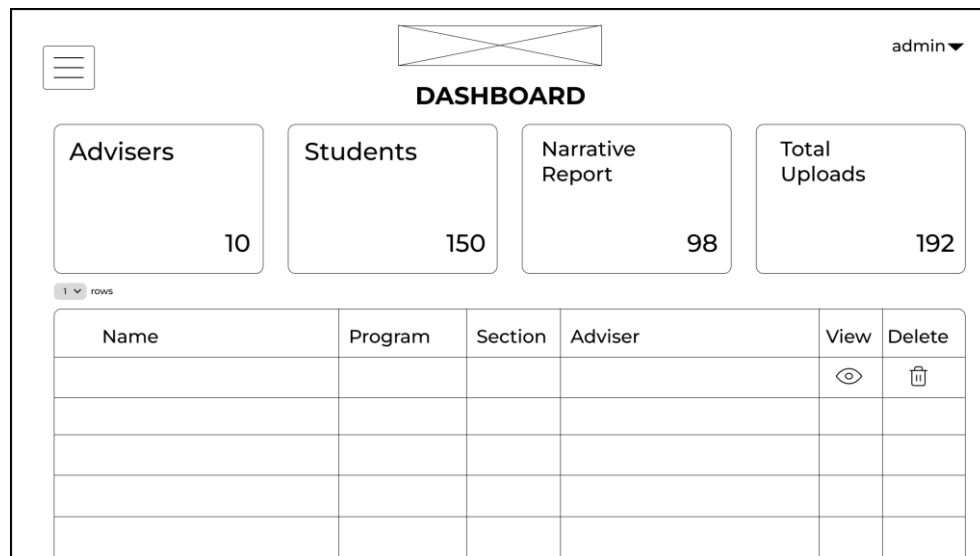 admin
DASHBOARD
Advisers
Students
Narrative
Report
Total
Uploads
10
150
98
192
1 rows
Name Program Section Adviser View Delete